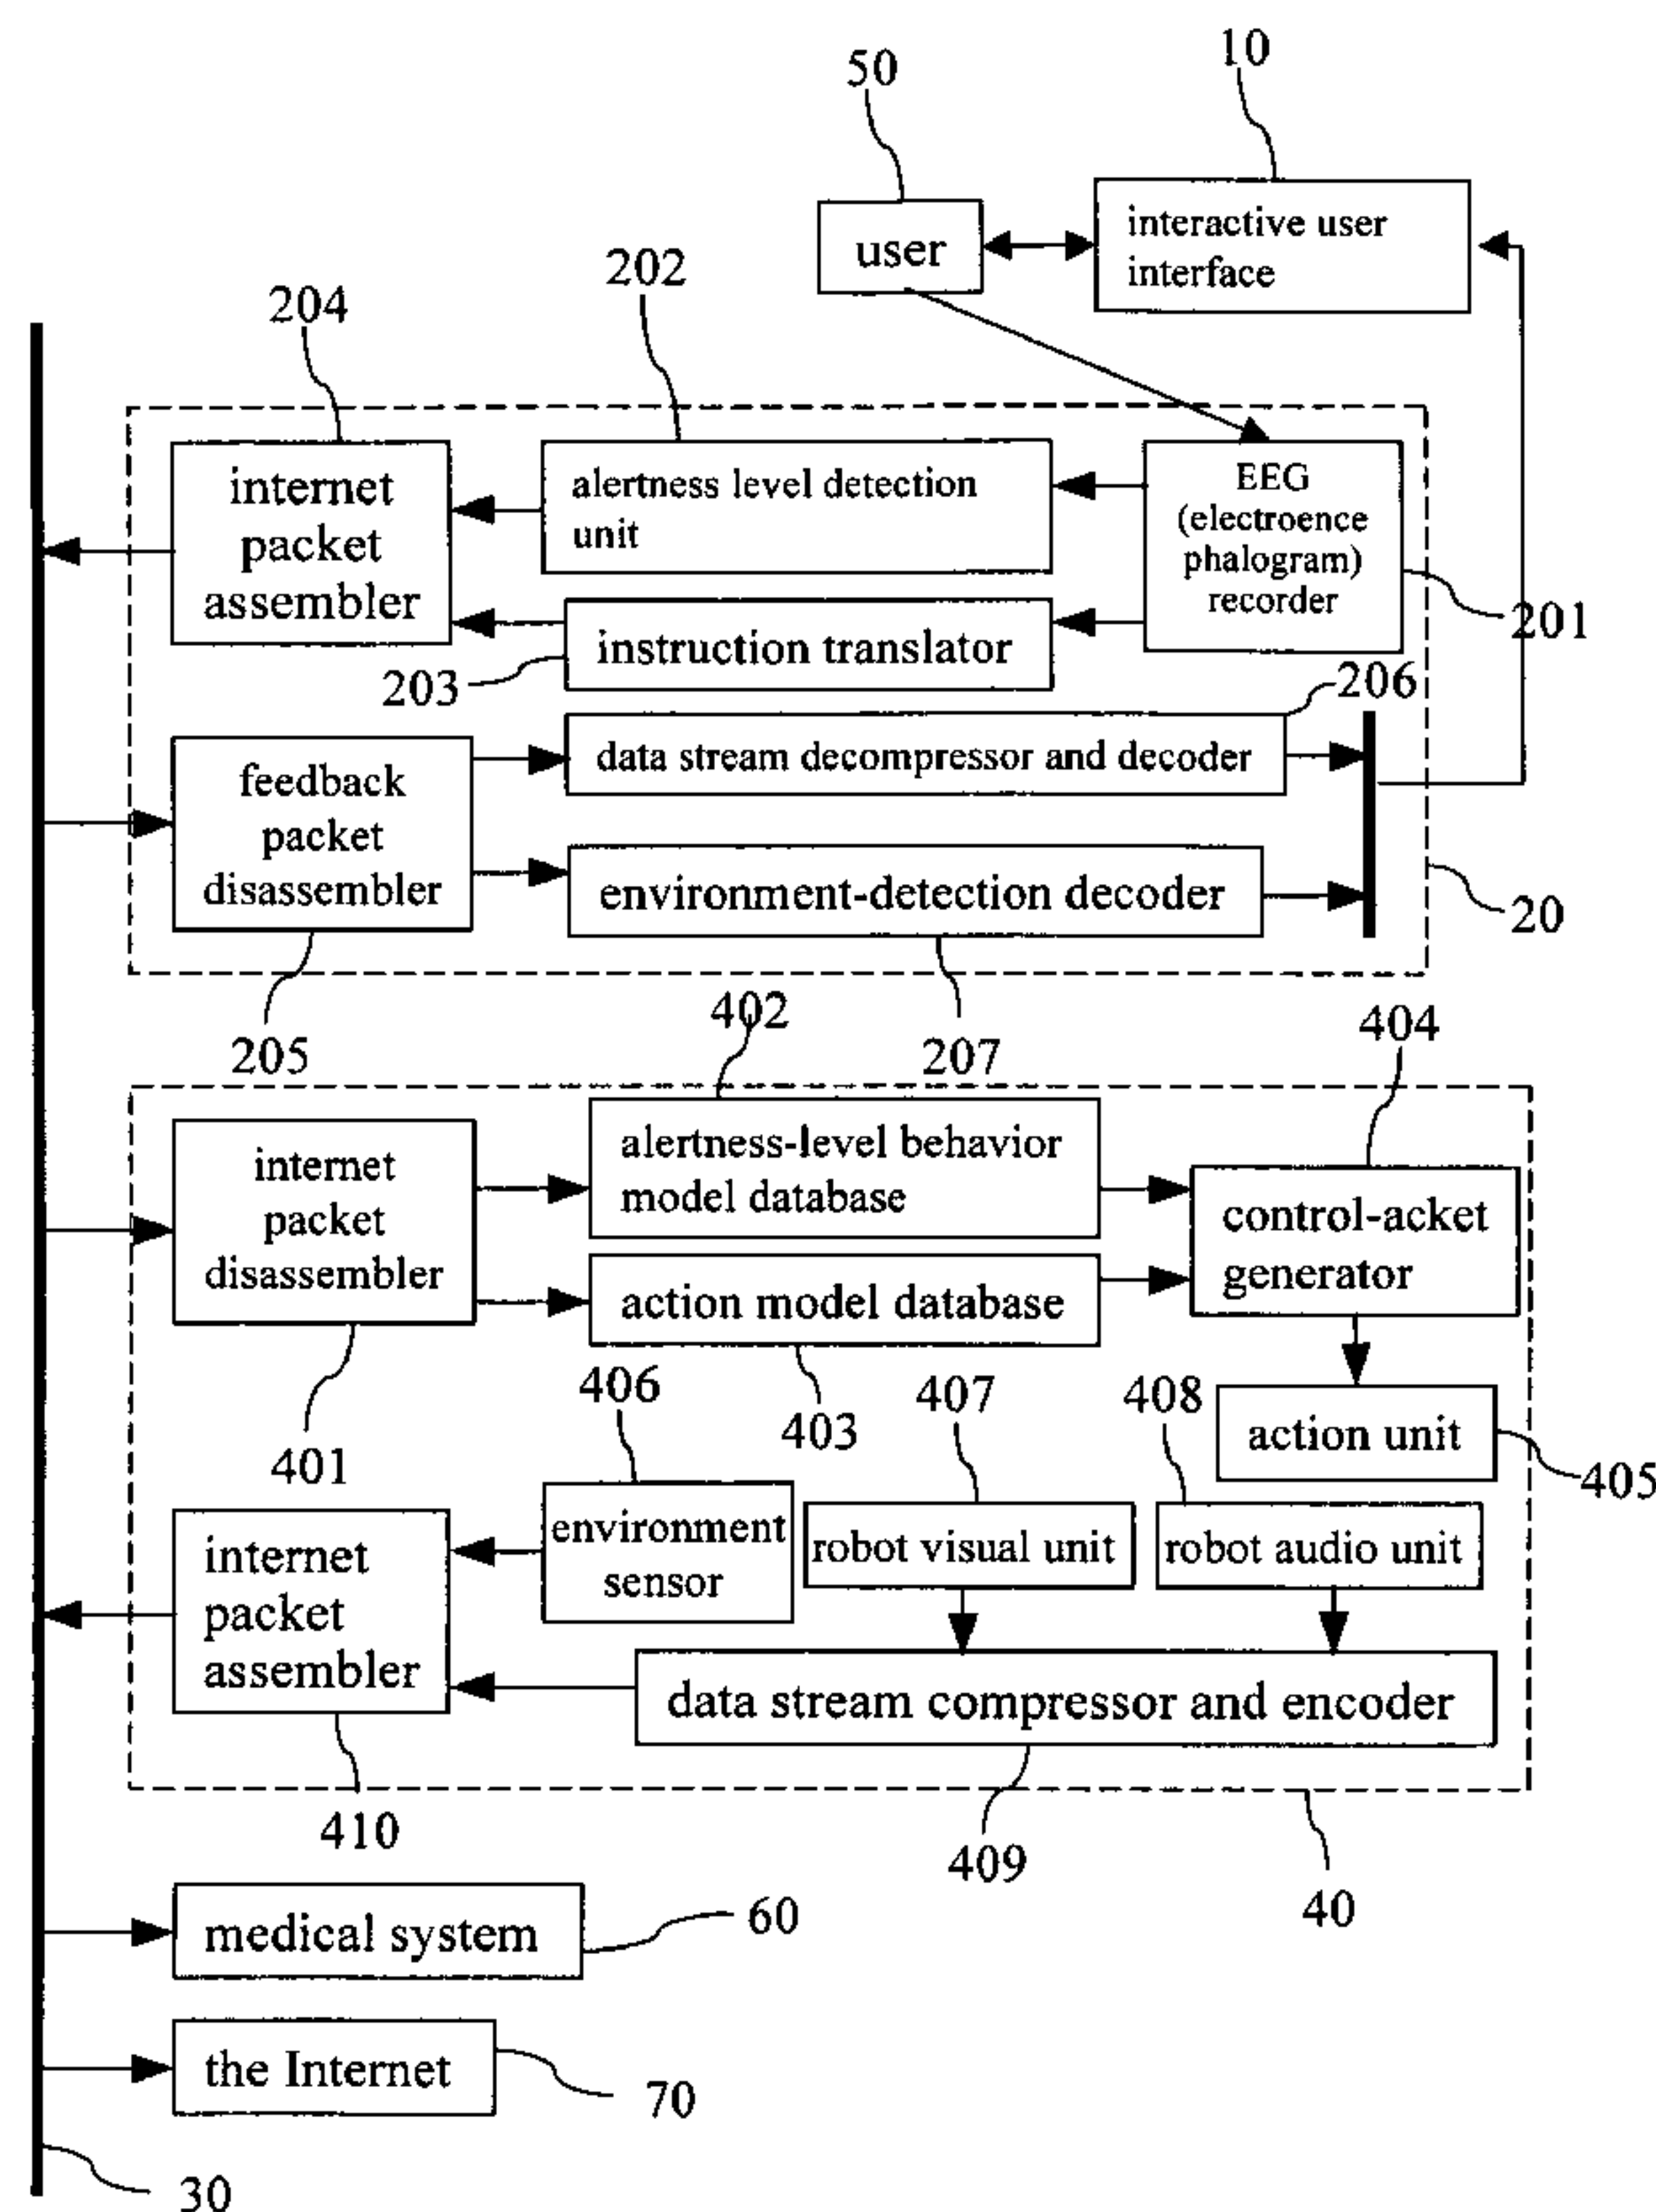 10
50
interactive user
interface
user
202
204
internet
packet
assembler
alertness level detection
unit
EEG
(electroence
phalogram)
recorder
201
instruction translator
203
206
feedback
packet
disassembler
data stream decompressor and decoder
environment-detection decoder
20
205
402
207
404
internet
packet
disassembler
alertness-level behavior
model database
control-acket
generator
action model database
401
406
403
407
408
action unit
405
internet
packet
assembler
environment
sensor
robot visual unit
robot audio unit
data stream compressor and encoder
410
409
40
medical system
60
the Internet
70
30